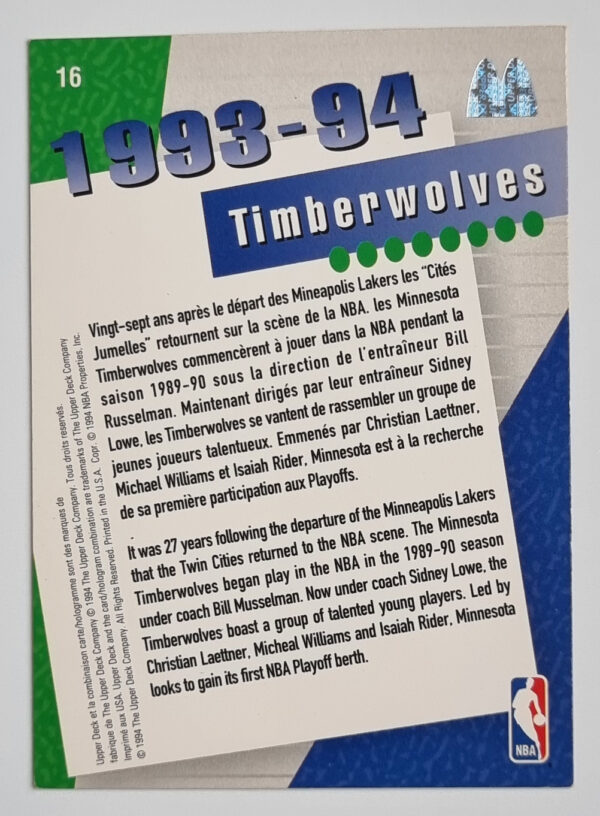 16
1993-94
Timberwolves
Vingt-sept ans après le départ des Mineapolis Lakers les "Cités
Jumelles" retournent sur la scène de la NBA. les Minnesota
Timberwolves commencèrent à jouer dans la NBA pendant la
saison 1989-90 sous la direction de l'entraîneur Bill
Russelman. Maintenant dirigés par leur entraîneur Sidney
Lowe, les Timberwolves se vantent de rassembler un groupe de
jeunes joueurs talentueux. Emmenés par Christian Laettner,
Michael Williams et Isaiah Rider, Minnesota est à la recherche
de sa première participation aux Playoffs.
It was 27 years following the departure of the Minneapolis Lakers
that the Twin Cities returned to the NBA scene. The Minnesota
Timberwolves began play in the NBA in the 1989-90 season
under coach Bill Musselman. Now under coach Sidney Lowe, the
Timberwolves boast a group of talented young players. Led by
Christian Laettner, Micheal Williams and Isaiah Rider, Minnesota
looks to gain its first NBA Playoff berth.
Upper Deck et la combinaison carte/hologramme sont des marques de
fabrique de The Upper Deck Company © 1994 The Upper Deck Company. Tous droits reservés.
Imprimé aux USA. Upper Deck and the card/hologram combination are trademarks of The Upper Deck Company
© 1994 The Upper Deck Company. All Rights Reserved. Printed in the U.S.A. Copr. © 1994 NBA Properties, Inc.
NBA